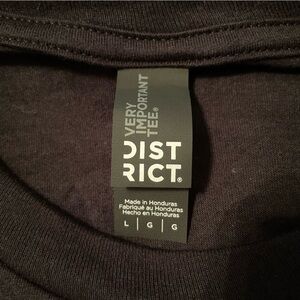 VERY
IMPORTANT
TEE®
DIST
RICT®
Made in Honduras
Fabriqué au Honduras
Hecho en Honduras
L | G | G